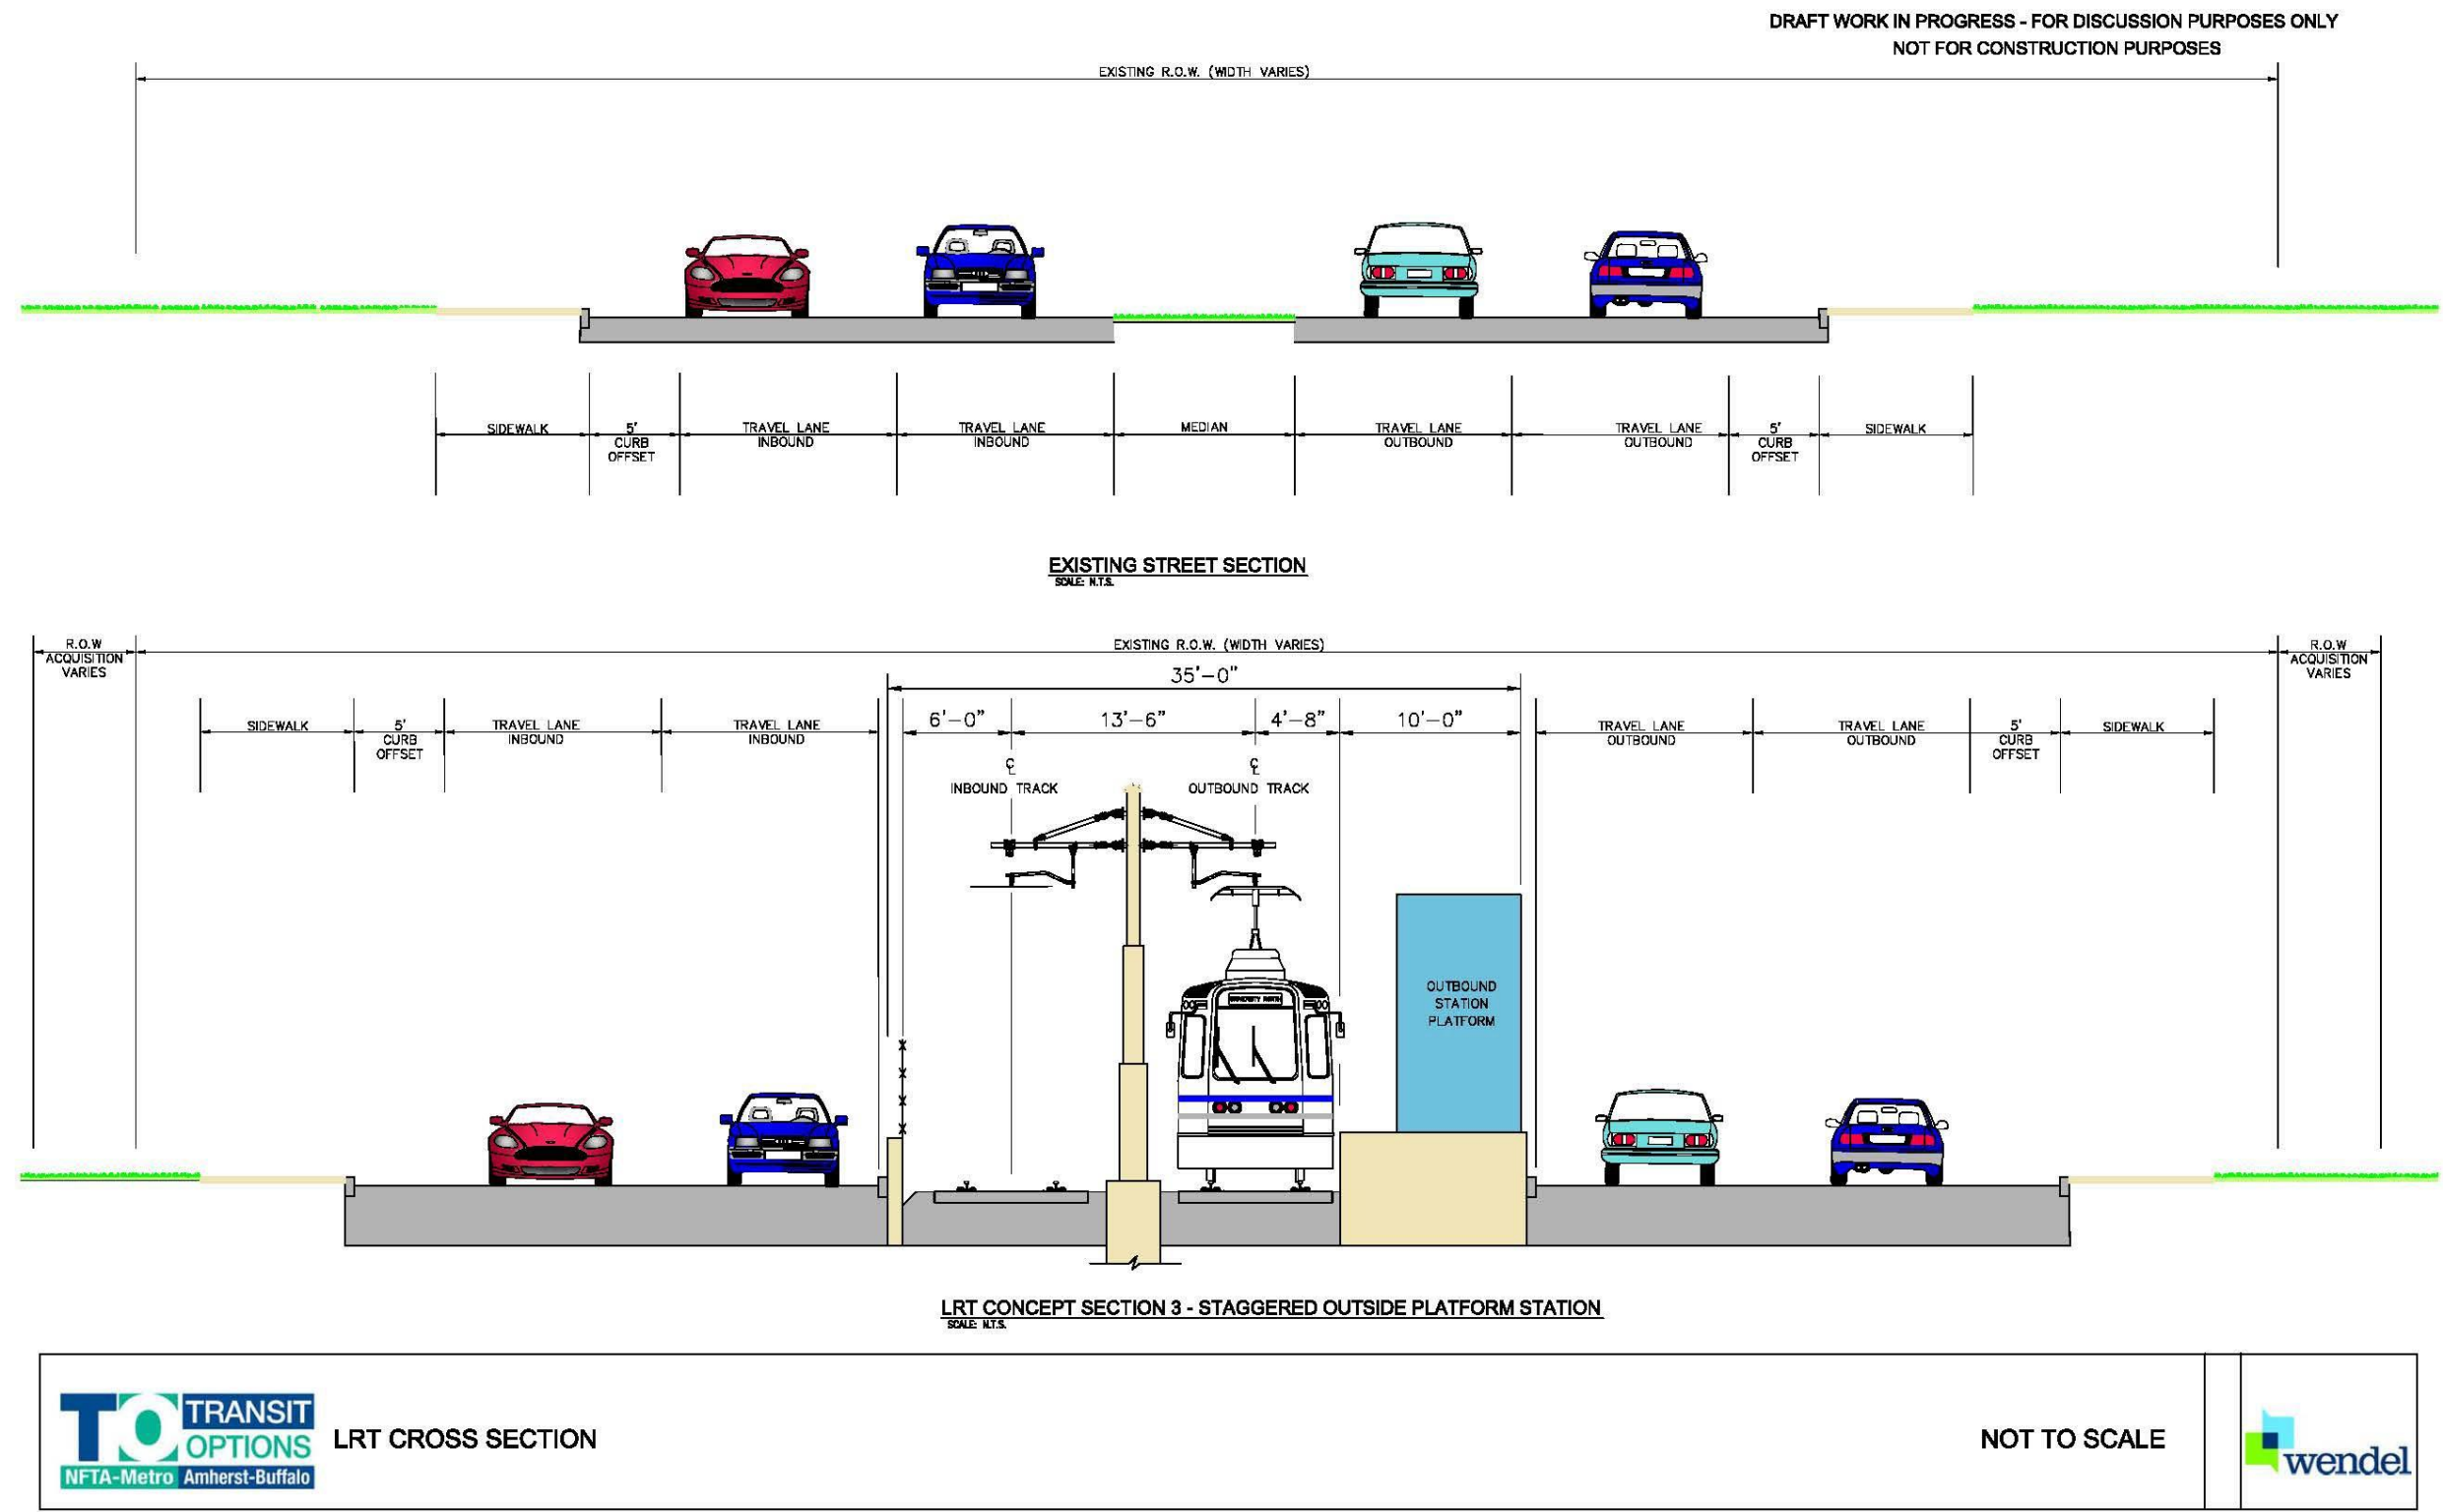 DRAFT WORK IN PROGRESS - FOR DISCUSSION PURPOSES ONLY
NOT FOR CONSTRUCTION PURPOSES
EXISTING R.O.W. (WIDTH VARIES)
SIDEWALK
5'
CURB
OFFSET
TRAVEL LANE
INBOUND
TRAVEL LANE
INBOUND
MEDIAN
TRAVEL LANE
OUTBOUND
TRAVEL LANE
OUTBOUND
5'
CURB
OFFSET
SIDEWALK
EXISTING STREET SECTION
SCALE: N.T.S.
R.O.W
ACQUISITION
VARIES
EXISTING R.O.W. (WIDTH VARIES)
R.O.W
ACQUISITION
VARIES
35'-0"
SIDEWALK
5'
CURB
OFFSET
TRAVEL LANE
INBOUND
TRAVEL LANE
INBOUND
6'-0"
13'-6"
4'-8"
10'-0"
TRAVEL LANE
OUTBOUND
TRAVEL LANE
OUTBOUND
5'
CURB
OFFSET
SIDEWALK
℄
INBOUND TRACK
℄
OUTBOUND TRACK
OUTBOUND
STATION
PLATFORM
LRT CONCEPT SECTION 3 - STAGGERED OUTSIDE PLATFORM STATION
SCALE: N.T.S.
TO TRANSIT
OPTIONS
NFTA-Metro Amherst-Buffalo
LRT CROSS SECTION
NOT TO SCALE
wendel